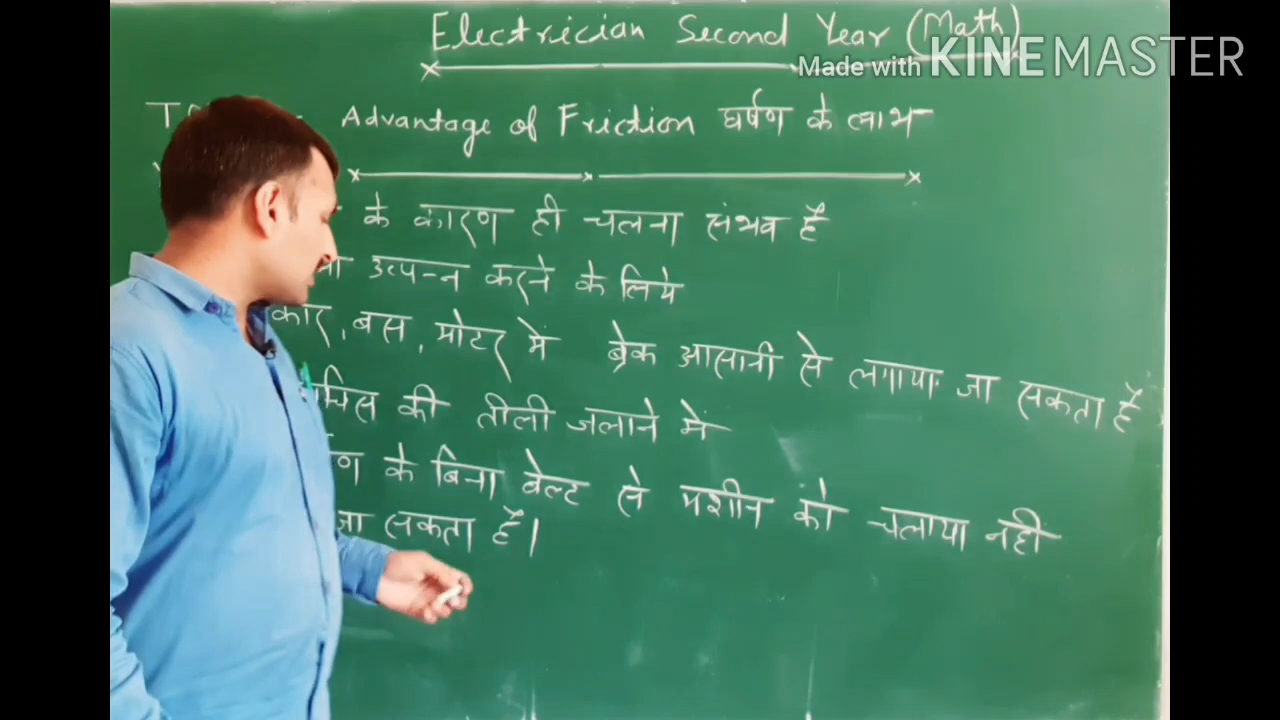 Electrician Second Year (Math)
Made with KINEMASTER
Advantage of Friction घर्षण के लाभ
के कारण ही चलना संभव है
उत्पन्न करने के लिये
कार, बस, मोटर में ब्रेक आसानी से लगाया जा सकता है
की तीली जलाने में
के बिना वेल्ट से मशीन को चलाया नही
जा सकता है।